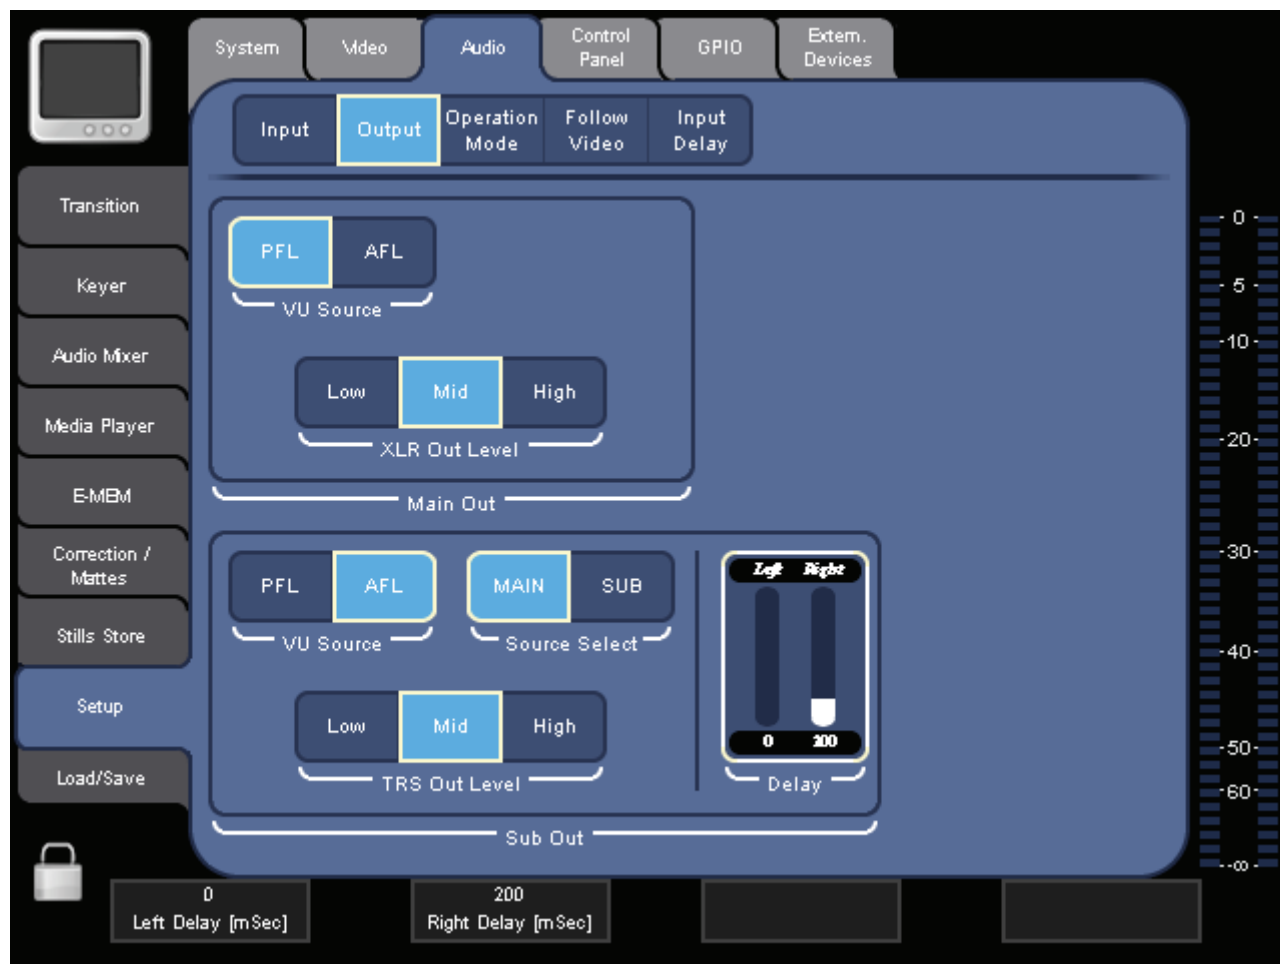 System
Video
Audio
Control
Panel
GPIO
Extern.
Devices
Input
Output
Operation
Mode
Follow
Video
Input
Delay
Transition
Keyer
Audio Mixer
Media Player
E-MEM
Correction /
Mattes
Stills Store
Setup
Load/Save
PFL
AFL
VU Source
Low
Mid
High
XLR Out Level
Main Out
PFL
AFL
VU Source
MAIN
SUB
Source Select
Low
Mid
High
TRS Out Level
Left Right
0 200
Delay
Sub Out
- 0 -
- 5 -
-10-
-20-
-30-
-40-
-50-
-60-
--∞-
0
Left Delay [mSec]
200
Right Delay [mSec]